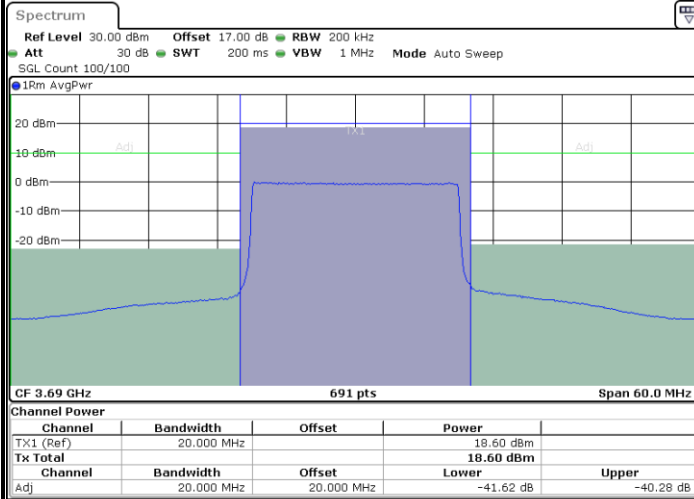 Spectrum
Ref Level 30.00 dBm Offset 17.00 dB RBW 200 kHz
Att 30 dB SWT 200 ms VBW 1 MHz Mode Auto Sweep
SGL Count 100/100
1Rm AvgPwr
20 dBm
TX1
Adj Adj
10 dBm
0 dBm
-10 dBm
-20 dBm
CF 3.69 GHz 691 pts Span 60.0 MHz
Channel Power
Channel Bandwidth Offset Power
TX1 (Ref) 20.000 MHz 18.60 dBm
Tx Total 18.60 dBm
Channel Bandwidth Offset Lower Upper
Adj 20.000 MHz 20.000 MHz -41.62 dB -40.28 dB